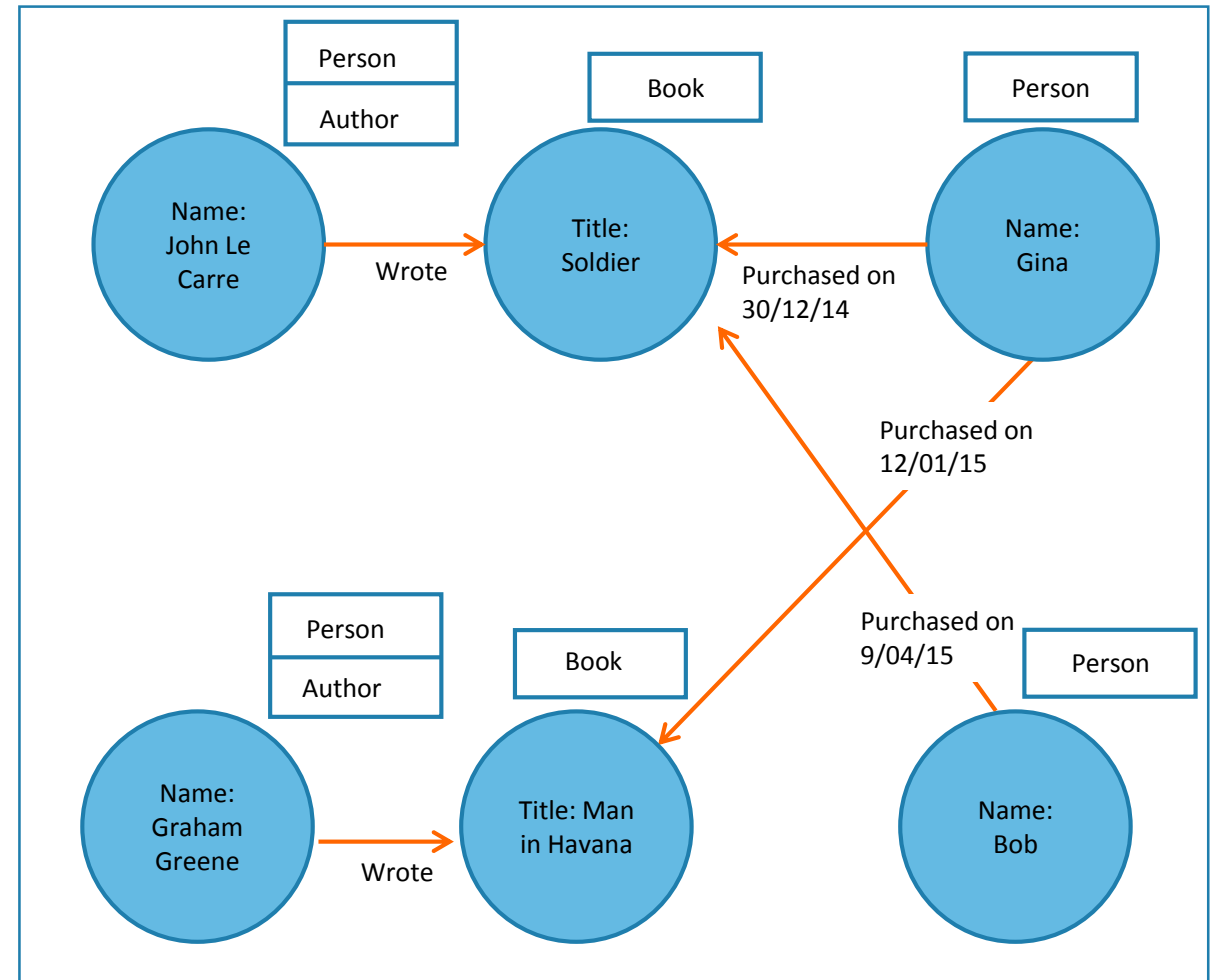 Person
Author
Book
Person
Name:
John Le
Carre
Wrote
Title:
Soldier
Purchased on
30/12/14
Name:
Gina
Purchased on
12/01/15
Purchased on
9/04/15
Person
Author
Book
Person
Name:
Graham
Greene
Wrote
Title: Man
in Havana
Name:
Bob